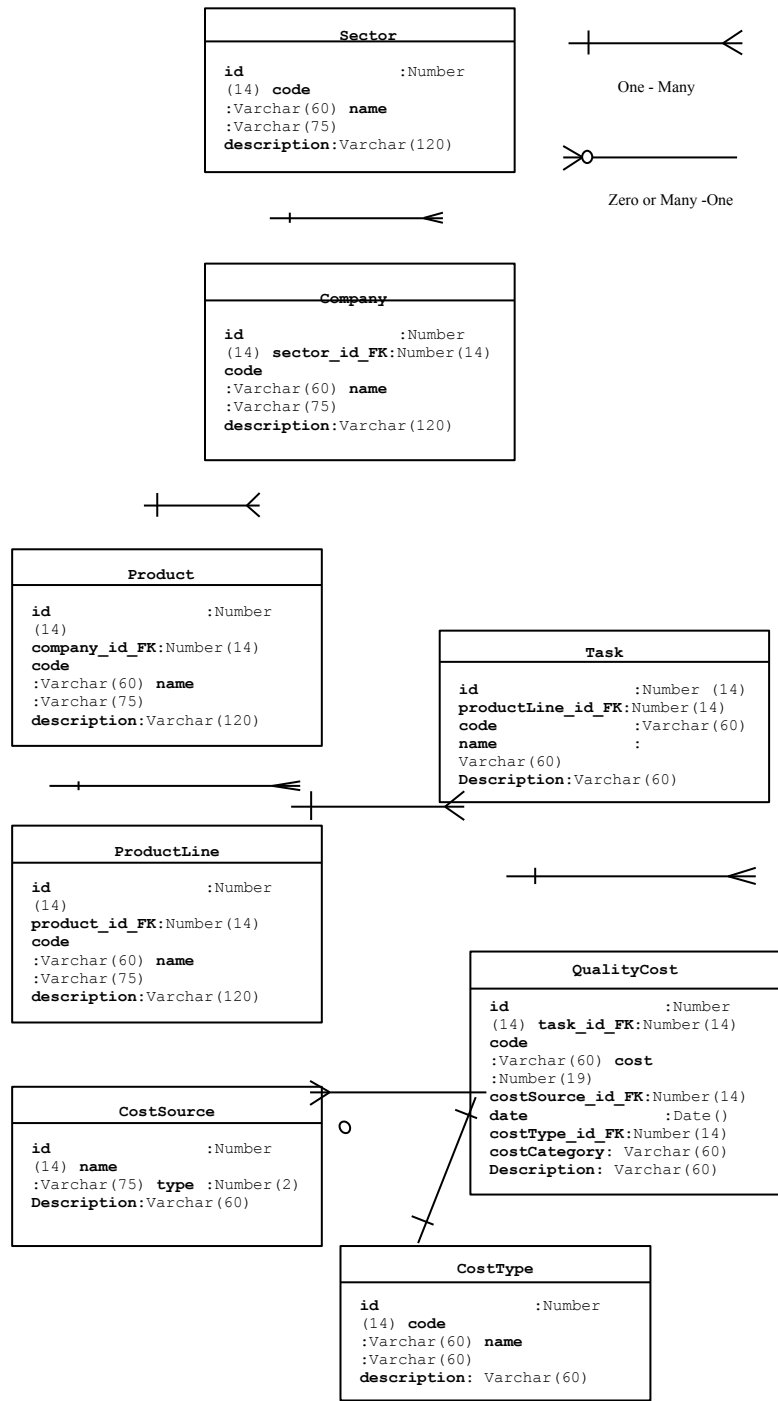 Sector
id :Number
(14) code
:Varchar(60) name
:Varchar(75)
description:Varchar(120)
One - Many
Zero or Many -One
Company
id :Number
(14) sector_id_FK:Number(14)
code
:Varchar(60) name
:Varchar(75)
description:Varchar(120)
Product
id :Number
(14)
company_id_FK:Number(14)
code
:Varchar(60) name
:Varchar(75)
description:Varchar(120)
Task
id :Number (14)
productLine_id_FK:Number(14)
code :Varchar(60)
name :
Varchar(60)
Description:Varchar(60)
ProductLine
id :Number
(14)
product_id_FK:Number(14)
code
:Varchar(60) name
:Varchar(75)
description:Varchar(120)
QualityCost
id :Number
(14) task_id_FK:Number(14)
code
:Varchar(60) cost
:Number(19)
costSource_id_FK:Number(14)
date :Date()
costType_id_FK:Number(14)
costCategory: Varchar(60)
Description: Varchar(60)
CostSource
id :Number
(14) name
:Varchar(75) type :Number(2)
Description:Varchar(60)
CostType
id :Number
(14) code
:Varchar(60) name
:Varchar(60)
description: Varchar(60)